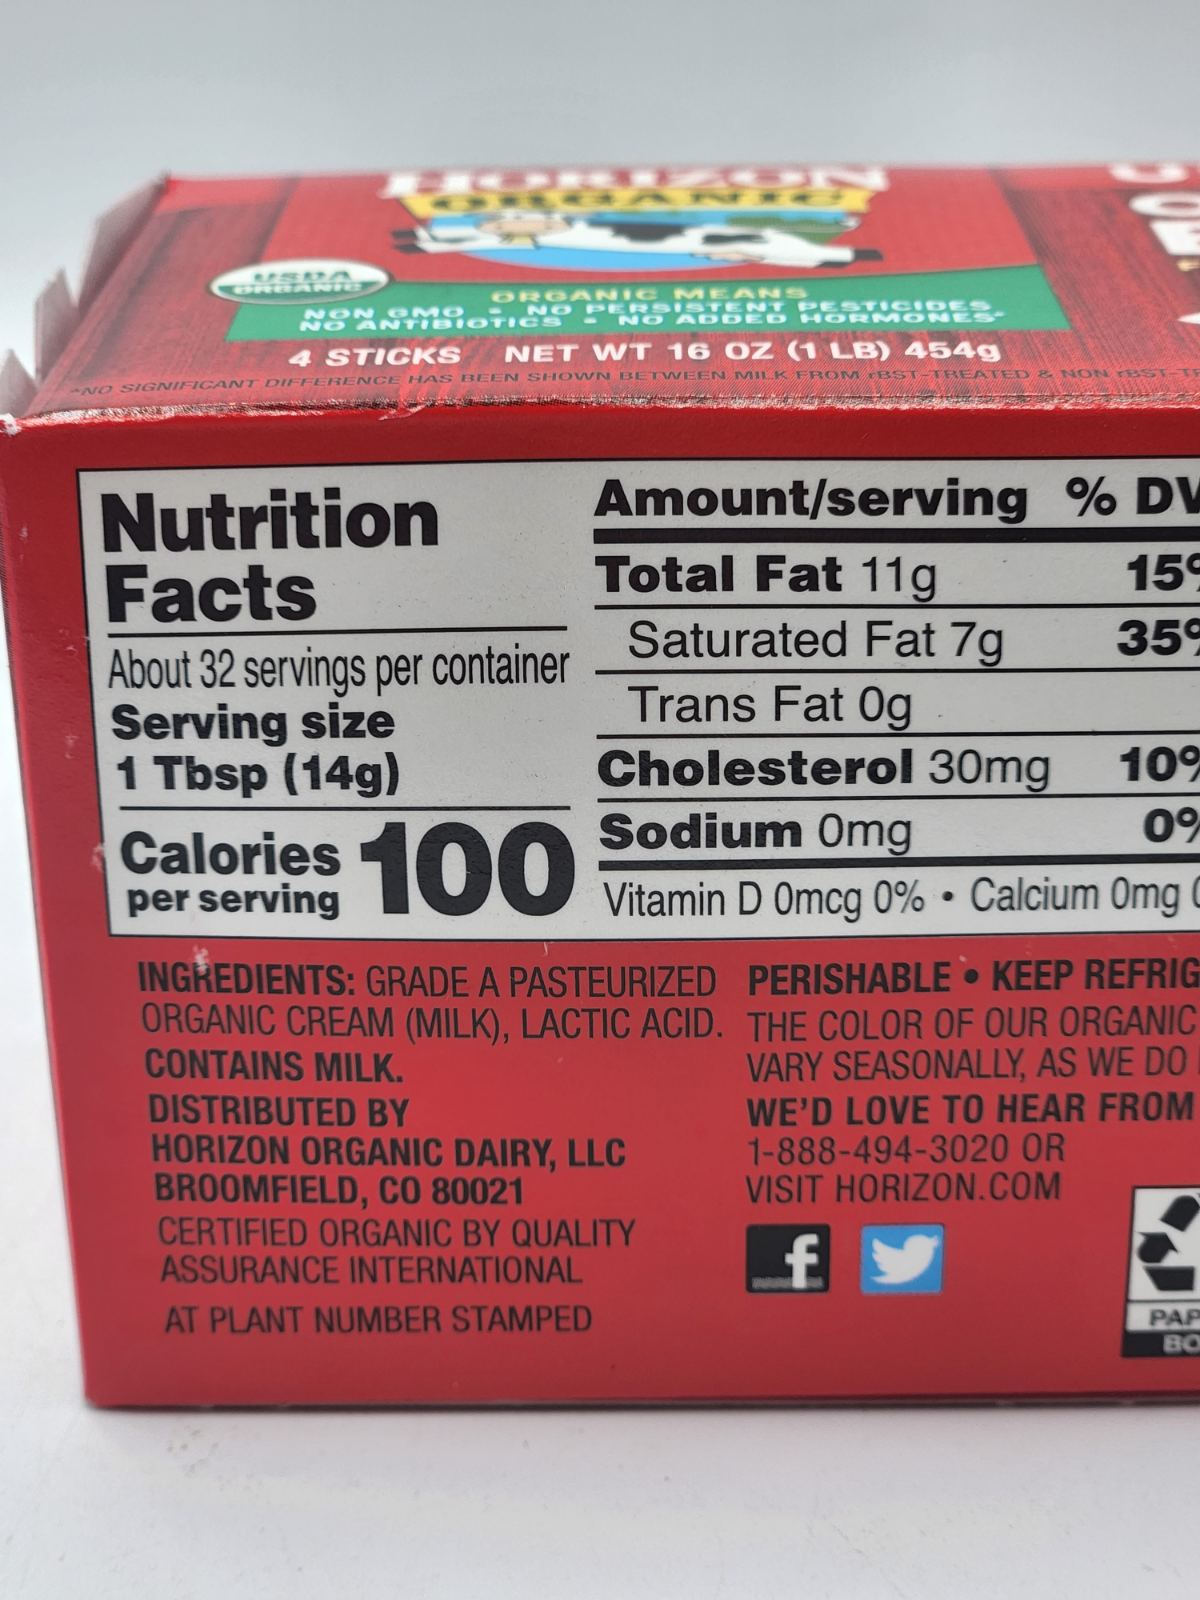 HORIZON
ORGANIC
USDA
ORGANIC
ORGANIC MEANS
NON GMO • NO PERSISTENT PESTICIDES
NO ANTIBIOTICS • NO ADDED HORMONES*
4 STICKS NET WT 16 OZ (1 LB) 454g
*NO SIGNIFICANT DIFFERENCE HAS BEEN SHOWN BETWEEN MILK FROM rBST-TREATED & NON rBST-
Nutrition
Facts
About 32 servings per container
Serving size
1 Tbsp (14g)
Calories
per serving
100
Amount/serving % DV
Total Fat 11g 15%
Saturated Fat 7g 35%
Trans Fat 0g
Cholesterol 30mg 10%
Sodium 0mg 0%
Vitamin D 0mcg 0% • Calcium 0mg
INGREDIENTS: GRADE A PASTEURIZED
ORGANIC CREAM (MILK), LACTIC ACID.
CONTAINS MILK.
DISTRIBUTED BY
HORIZON ORGANIC DAIRY, LLC
BROOMFIELD, CO 80021
CERTIFIED ORGANIC BY QUALITY
ASSURANCE INTERNATIONAL
AT PLANT NUMBER STAMPED
PERISHABLE • KEEP REFRIG
THE COLOR OF OUR ORGANIC
VARY SEASONALLY, AS WE DO
WE'D LOVE TO HEAR FROM
1-888-494-3020 OR
VISIT HORIZON.COM
f
PAP
BO